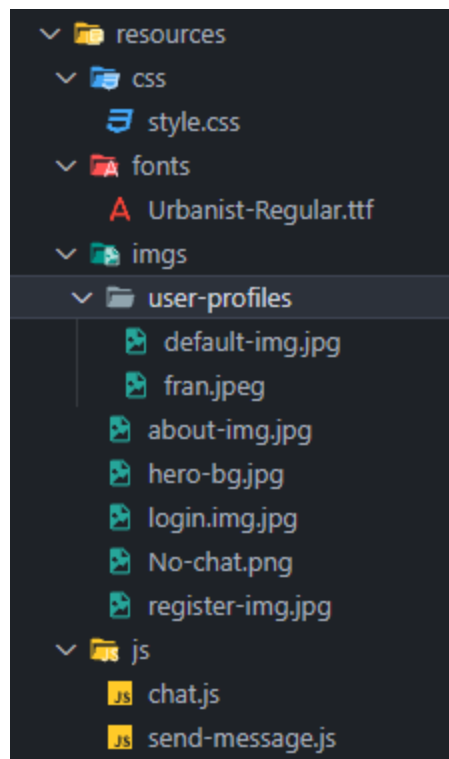 resources
css
style.css
fonts
Urbanist-Regular.ttf
imgs
user-profiles
default-img.jpg
fran.jpeg
about-img.jpg
hero-bg.jpg
login.img.jpg
No-chat.png
register-img.jpg
js
chat.js
send-message.js